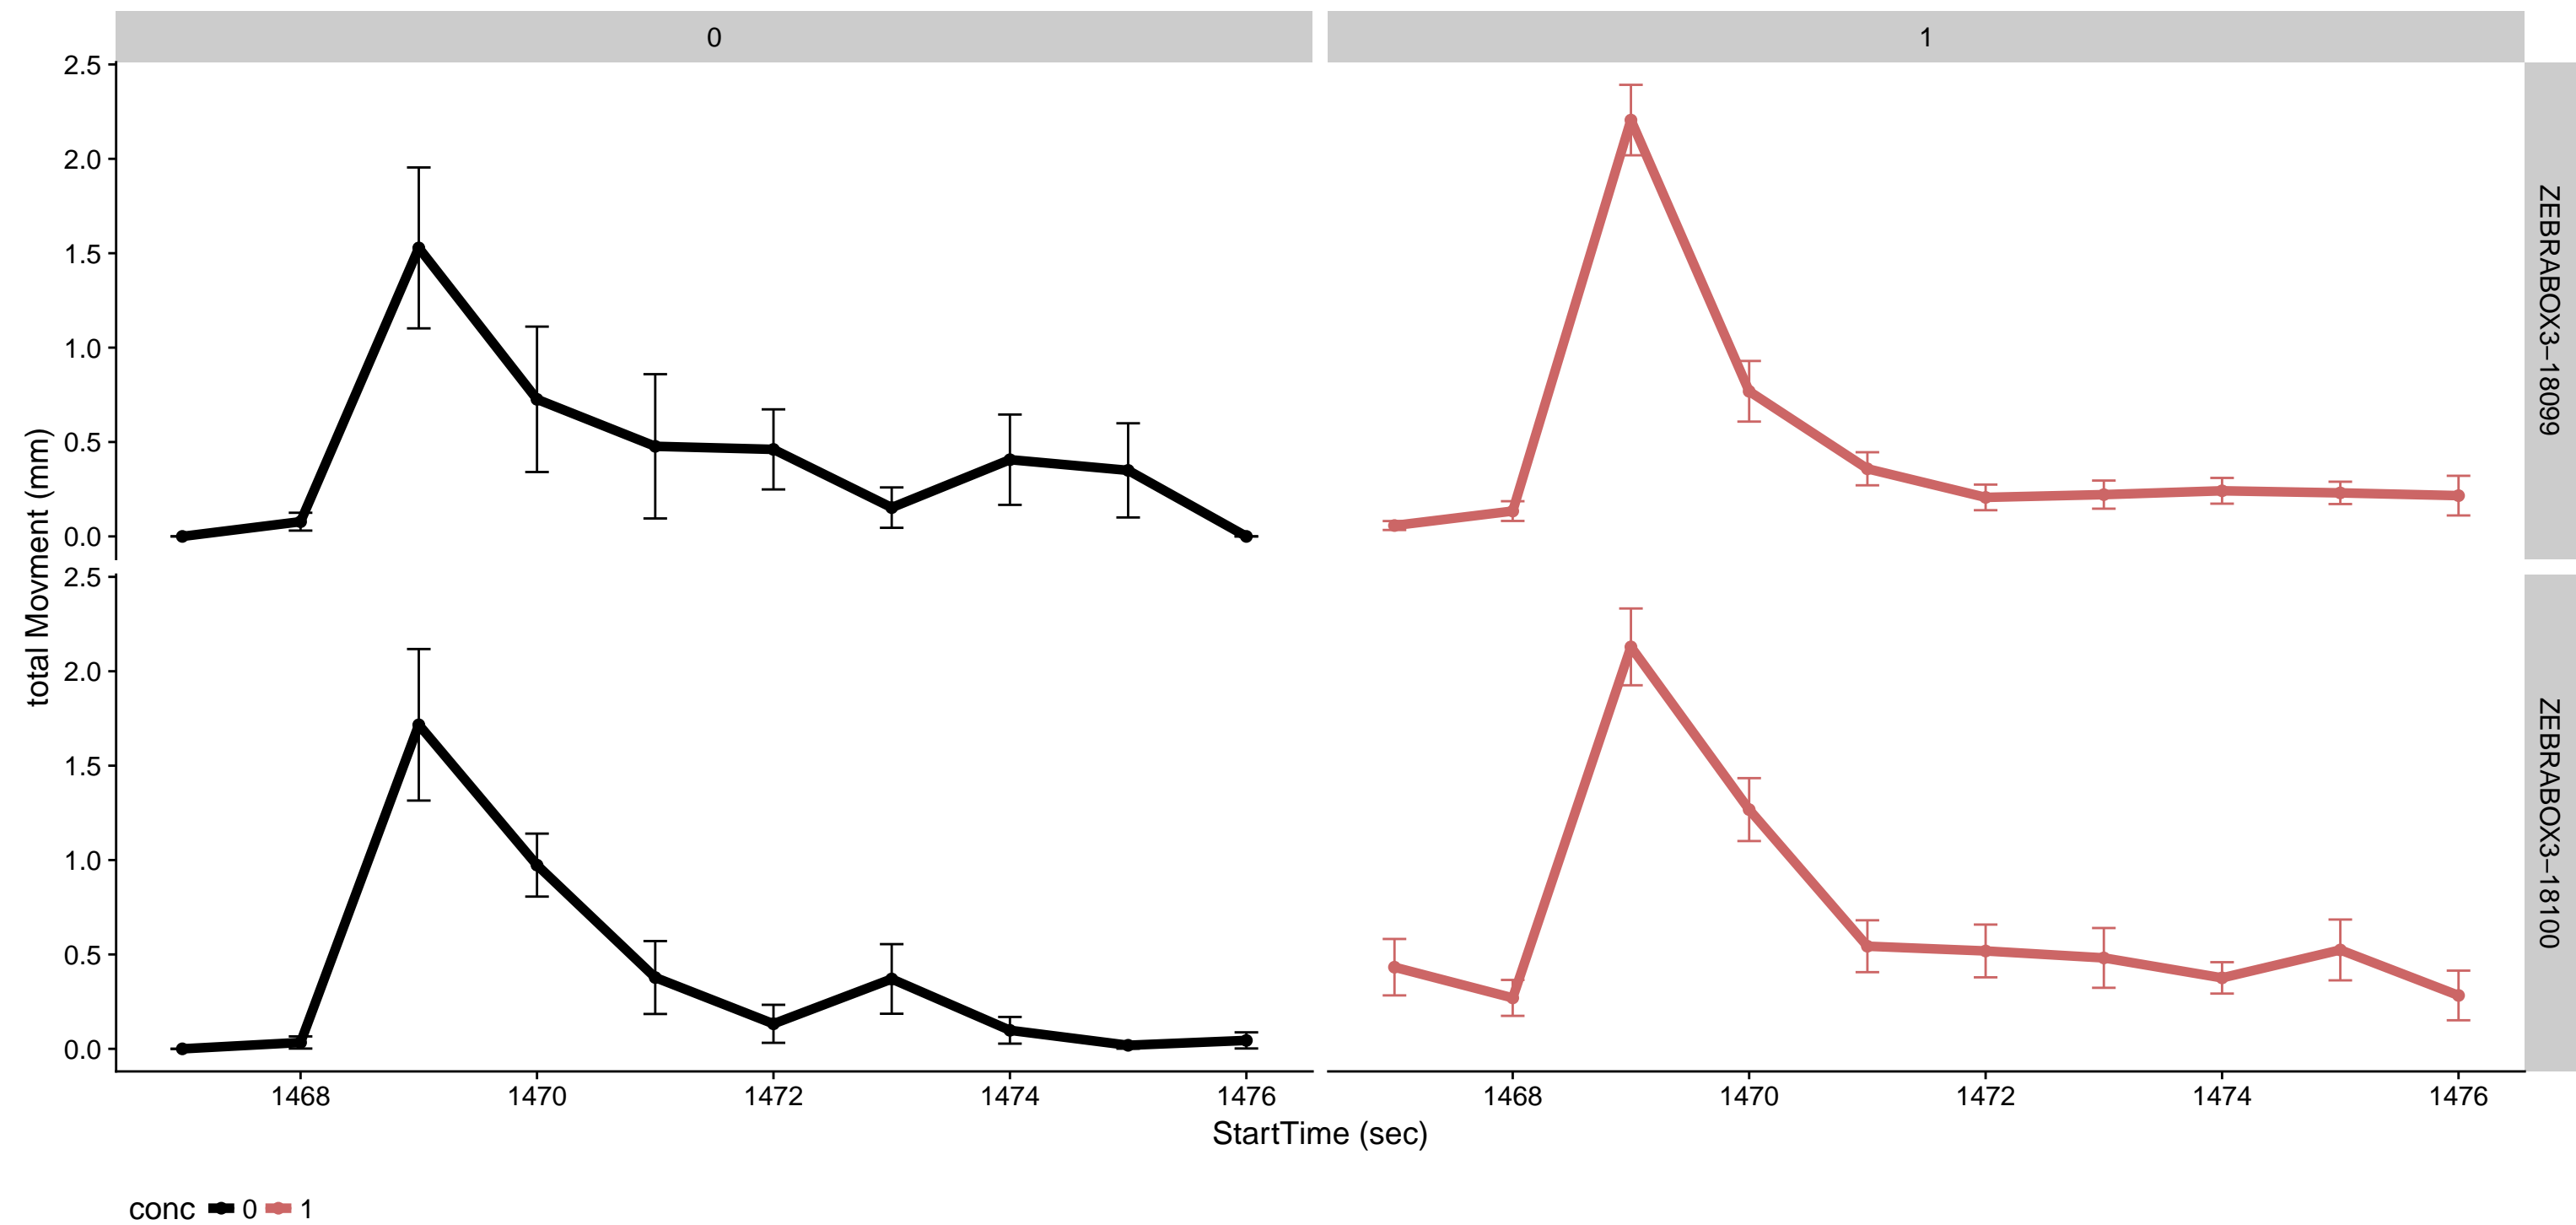 0
1
2.5
2.0
1.5
1.0
0.5
0.0
ZEBRABOX3–18099
total Movment (mm)
2.5
2.0
1.5
1.0
0.5
0.0
ZEBRABOX3–18100
1468 1470 1472 1474 1476
1468 1470 1472 1474 1476
StartTime (sec)
conc 0 1